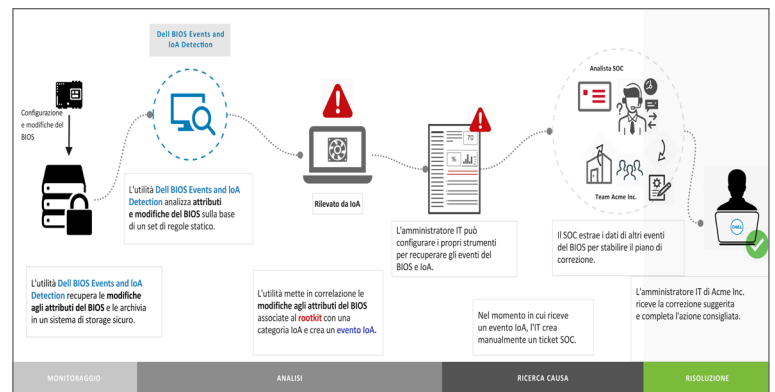 Dell BIOS Events and
IoA Detection
Configurazione
e modifiche del
BIOS
L'utilità Dell BIOS Events and IoA
Detection analizza attributi
e modifiche del BIOS sulla base
di un set di regole statico.
L'utilità Dell BIOS Events and IoA
Detection recupera le modifiche
agli attributi del BIOS e le archivia
in un sistema di storage sicuro.
Rilevato da IoA
L'utilità mette in correlazione le
modifiche agli attributi del BIOS
associate al rootkit con una
categoria IoA e crea un evento IoA.
70
%
L'amministratore IT può
configurare i propri strumenti
per recuperare gli eventi del
BIOS e IoA.
Nel momento in cui riceve
un evento IoA, l'IT crea
manualmente un ticket SOC.
Analista SOC
Team Acme Inc.
Il SOC estrae i dati di altri eventi
del BIOS per stabilire il piano di
correzione.
DELL
L'amministratore IT di Acme Inc.
riceve la correzione suggerita
e completa l'azione consigliata.
MONITORAGGIO
ANALISI
RICERCA CAUSA
RISOLUZIONE